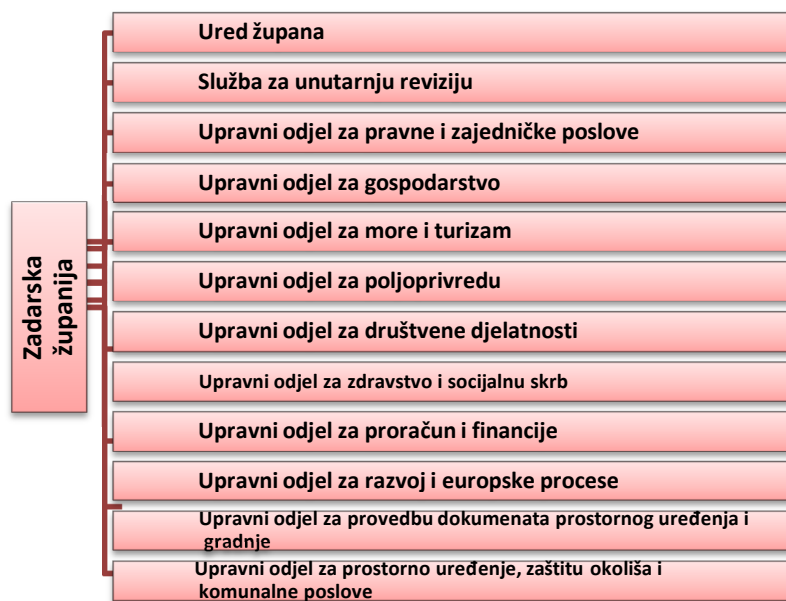 Zadarska
županija
Ured župana
Služba za unutarnju reviziju
Upravni odjel za pravne i zajedničke poslove
Upravni odjel za gospodarstvo
Upravni odjel za more i turizam
Upravni odjel za poljoprivredu
Upravni odjel za društvene djelatnosti
Upravni odjel za zdravstvo i socijalnu skrb
Upravni odjel za proračun i financije
Upravni odjel za razvoj i europske procese
Upravni odjel za provedbu dokumenata prostornog uređenja i
gradnje
Upravni odjel za prostorno uređenje, zaštitu okoliša i
komunalne poslove